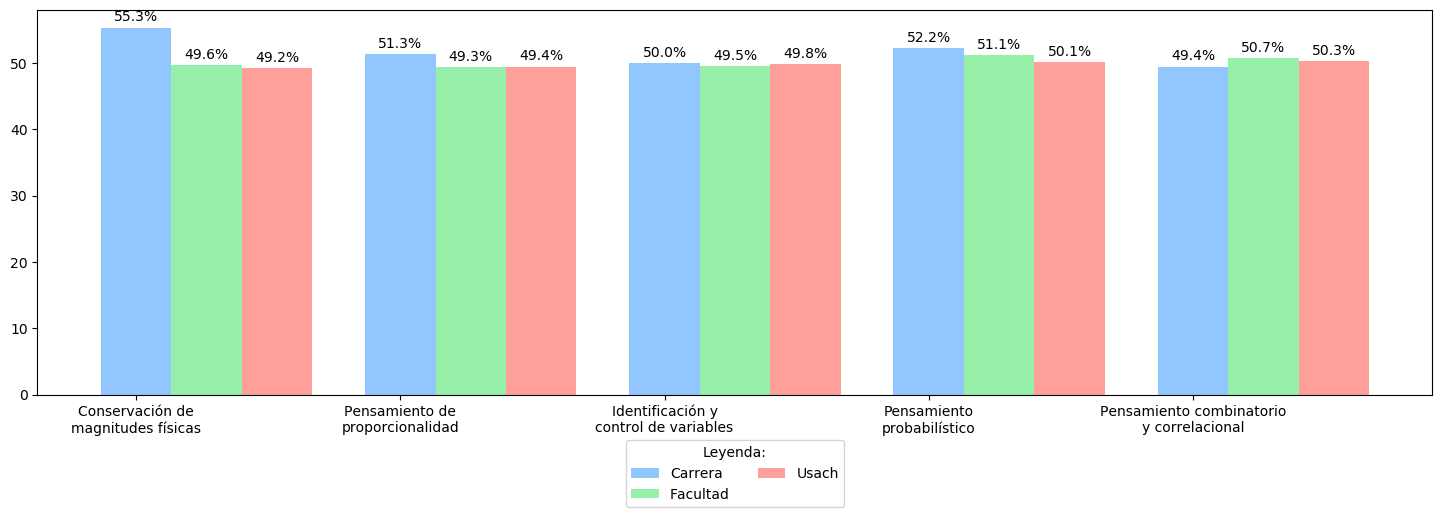 55.3%
49.6%
49.2%
51.3%
49.3%
49.4%
50.0%
49.5%
49.8%
52.2%
51.1%
50.1%
49.4%
50.7%
50.3%
50
40
30
20
10
0
Conservación de
magnitudes físicas
Pensamiento de
proporcionalidad
Identificación y
control de variables
Pensamiento
probabilístico
Pensamiento combinatorio
y correlacional
Leyenda:
Carrera
Facultad
Usach